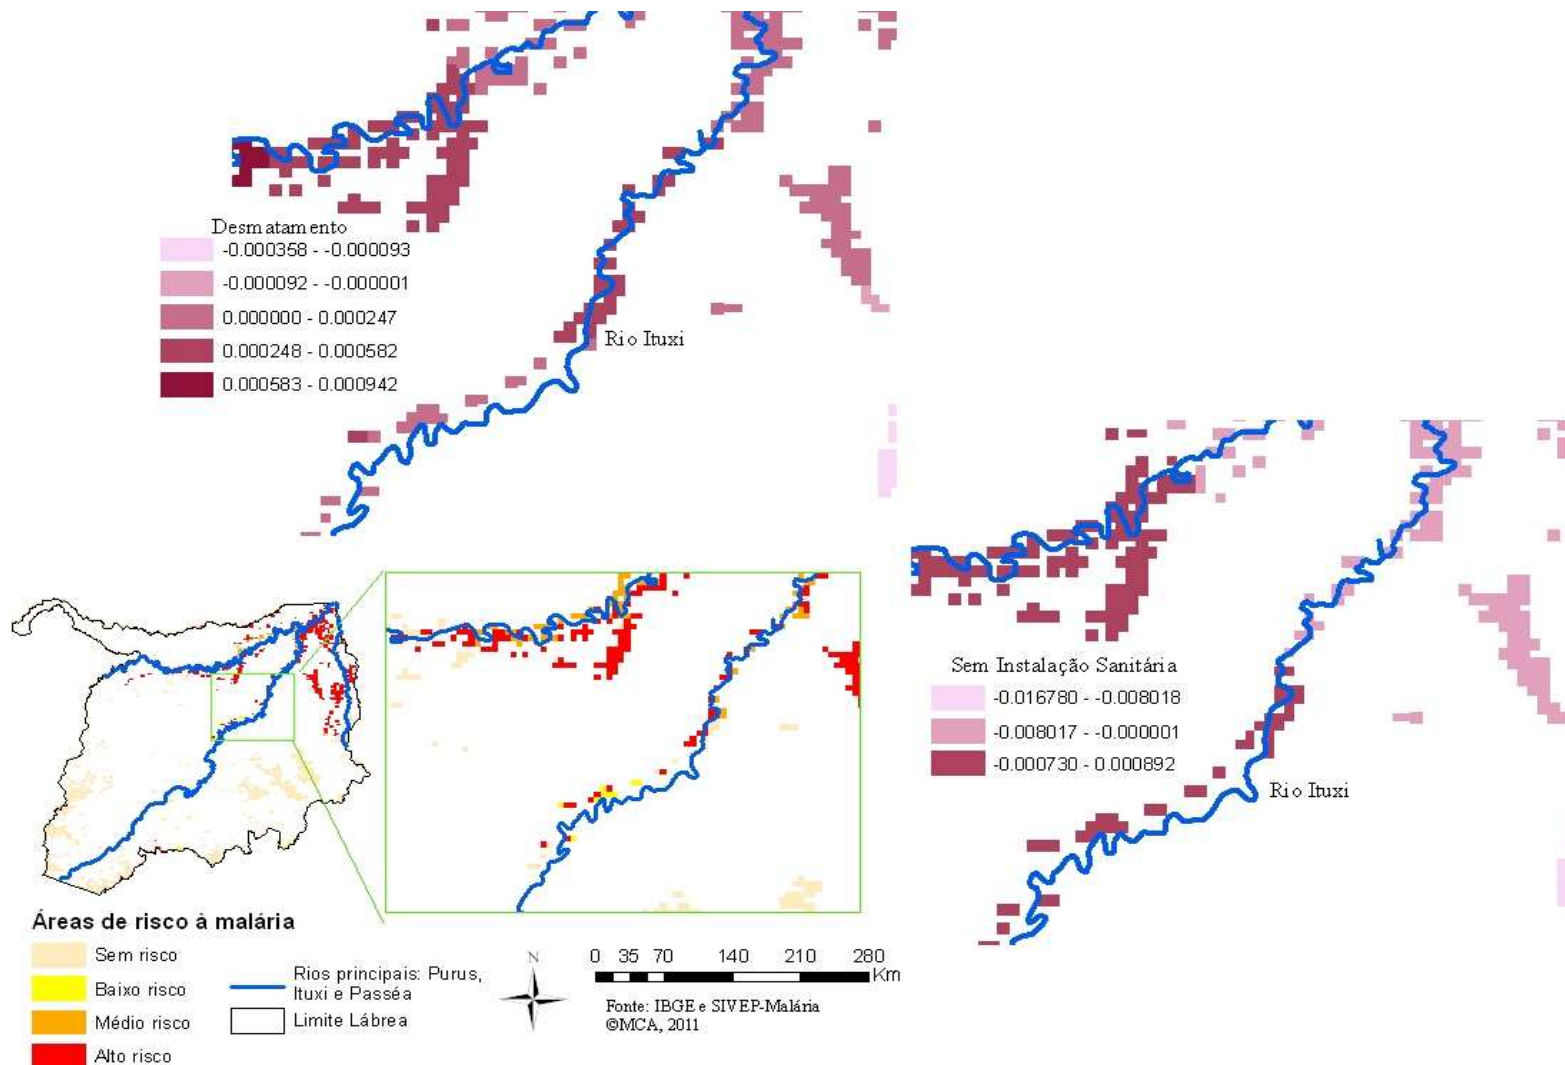 Desmatamento
-0.000358 - -0.000093
-0.000092 - -0.000001
0.000000 - 0.000247
0.000248 - 0.000582
0.000583 - 0.000942
Rio Ituxi
Sem Instalação Sanitária
-0.016780 - -0.008018
-0.008017 - -0.000001
-0.000730 - 0.000892
Rio Ituxi
Áreas de risco à malária
Sem risco
Baixo risco
Médio risco
Alto risco
Rios principais: Purus,
Ituxi e Passéa
Limite Lábrea
N
0 35 70 140 210 280
Km
Fonte: IBGE e SIVEP-Malária
©MCA, 2011